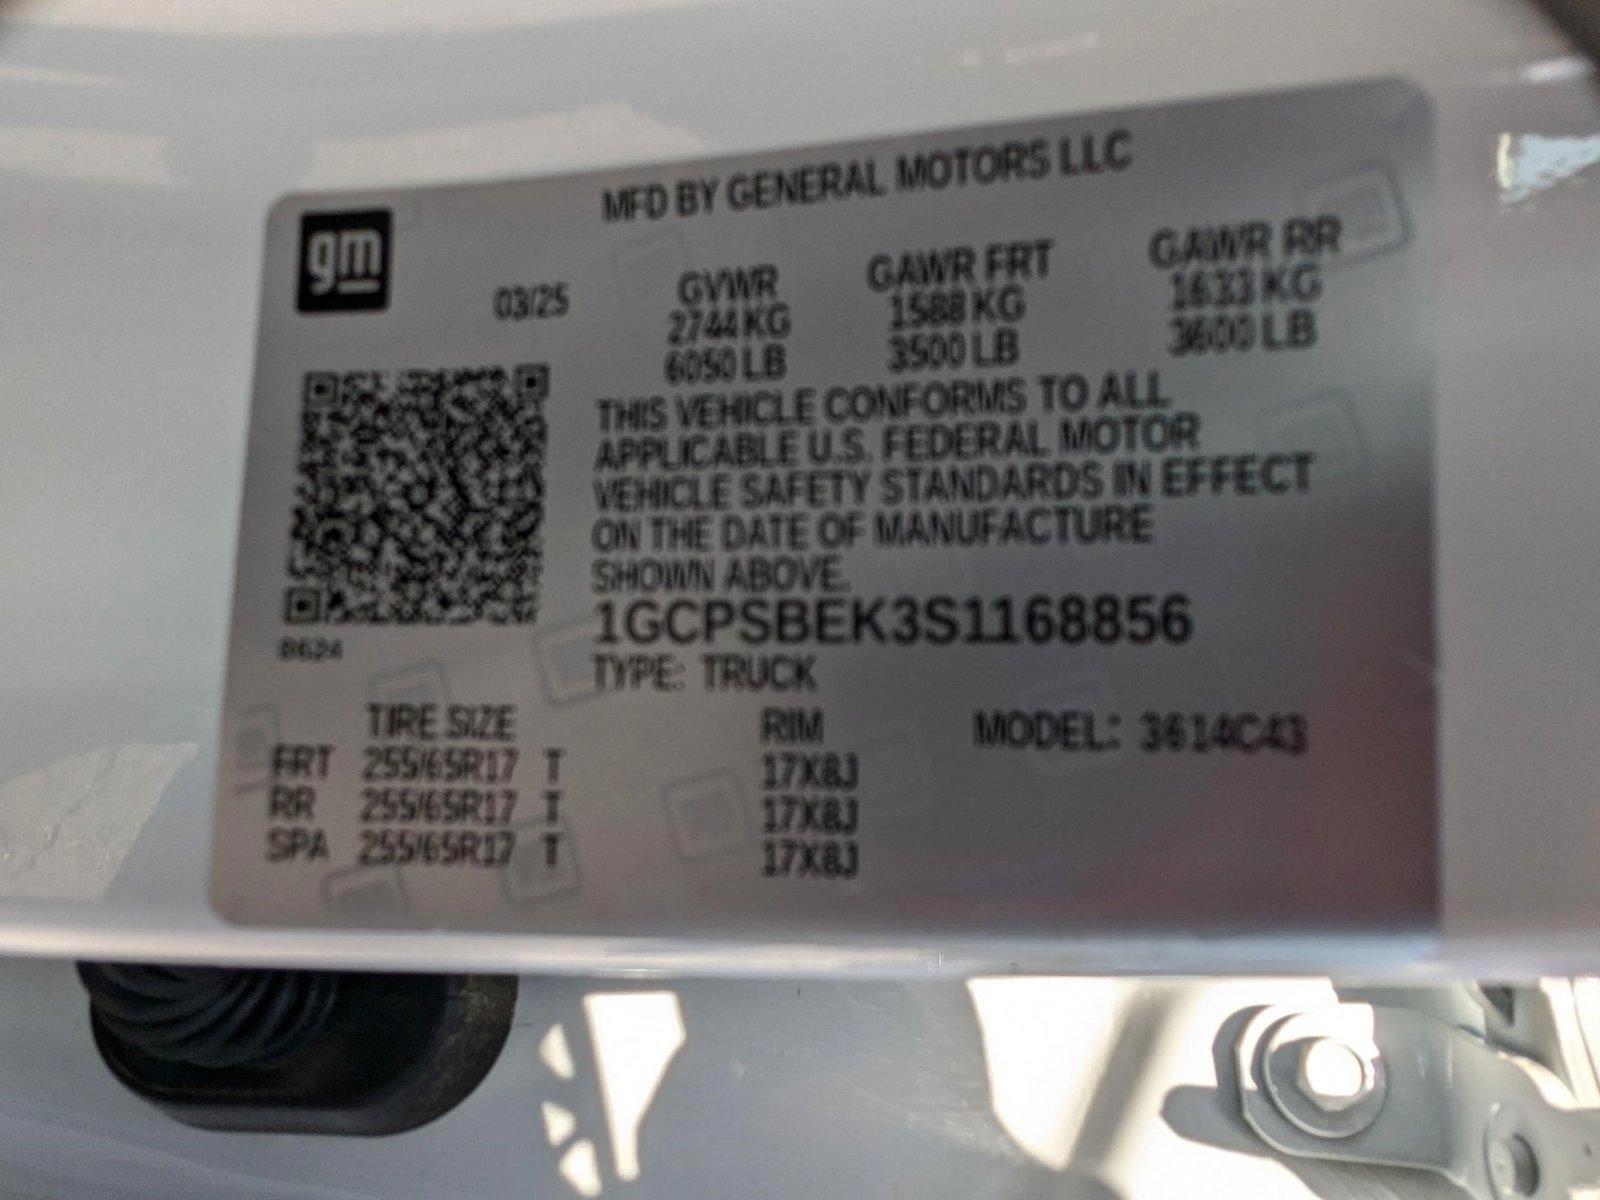 MFD BY GENERAL MOTORS LLC
gm
03/25
GVWR GAWR FRT GAWR RR
2744 KG 1588 KG 1633 KG
6050 LB 3500 LB 3600 LB
THIS VEHICLE CONFORMS TO ALL
APPLICABLE U.S. FEDERAL MOTOR
VEHICLE SAFETY STANDARDS IN EFFECT
ON THE DATE OF MANUFACTURE
SHOWN ABOVE.
1GCPSBEK3S1168856
TYPE: TRUCK
TIRE SIZE RIM MODEL: 3614C43
FRT 255/65R17 T 17X8J
RR 255/65R17 T 17X8J
SPA 255/65R17 T 17X8J